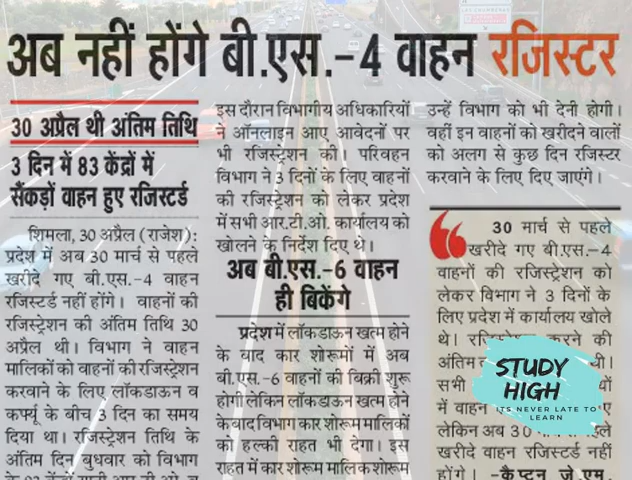 अब नहीं होंगे बी.एस.-4 वाहन रजिस्टर
30 अप्रैल थी अंतिम तिथि
3 दिन में 83 केंद्रों में
सैंकड़ों वाहन हुए रजिस्टर्ड
शिमला, 30 अप्रैल (राजेश):
प्रदेश में अब 30 मार्च से पहले
खरीदे गए बी.एस.-4 वाहन
रजिस्टर्ड नहीं होंगे। वाहनों की
रजिस्ट्रेशन की अंतिम तिथि 30
अप्रैल थी। विभाग ने वाहन
मालिकों को वाहनों की रजिस्ट्रेशन
करवाने के लिए लॉकडाऊन व
कर्फ्यू के बीच 3 दिन का समय
दिया था। रजिस्ट्रेशन तिथि के
अंतिम दिन बुधवार को विभाग
इस दौरान विभागीय अधिकारियों
ने ऑनलाइन आए आवेदनों पर
भी रजिस्ट्रेशन की। परिवहन
विभाग ने 3 दिनों के लिए वाहनों
की रजिस्ट्रेशन को लेकर प्रदेश
में सभी आर.टी.ओ. कार्यालय को
खोलने के निर्देश दिए थे।
अब बी.एस.-6 वाहन
ही बिकेंगे
प्रदेश में लॉकडाऊन खत्म होने
के बाद कार शोरूमों में अब
बी.एस.-6 वाहनों की बिक्री शुरू
होगी लेकिन लॉकडाऊन खत्म होने
के बाद विभाग कार शोरूम मालिकों
को हल्की राहत भी देगा। इस
राहत में कार शोरूम मालिक शोरूम
उन्हें विभाग को भी देनी होगी।
वहीं इन वाहनों को खरीदने वालों
को अलग से कुछ दिन रजिस्टर
करवाने के लिए दिए जाएंगे।
30 मार्च से पहले
खरीदे गए बी.एस.-4
वाहनों की रजिस्ट्रेशन को
लेकर विभाग ने 3 दिनों के
लिए प्रदेश में कार्यालय खोले
थे। करने की
अंतिम थी।
सभी
में वाहन
लेकिन अब 30
खरीदे वाहन रजिस्टर्ड नहीं
होंगे। -कैप्टन जे.एम.
STUDY
HIGH
ITS NEVER LATE TO
LEARN